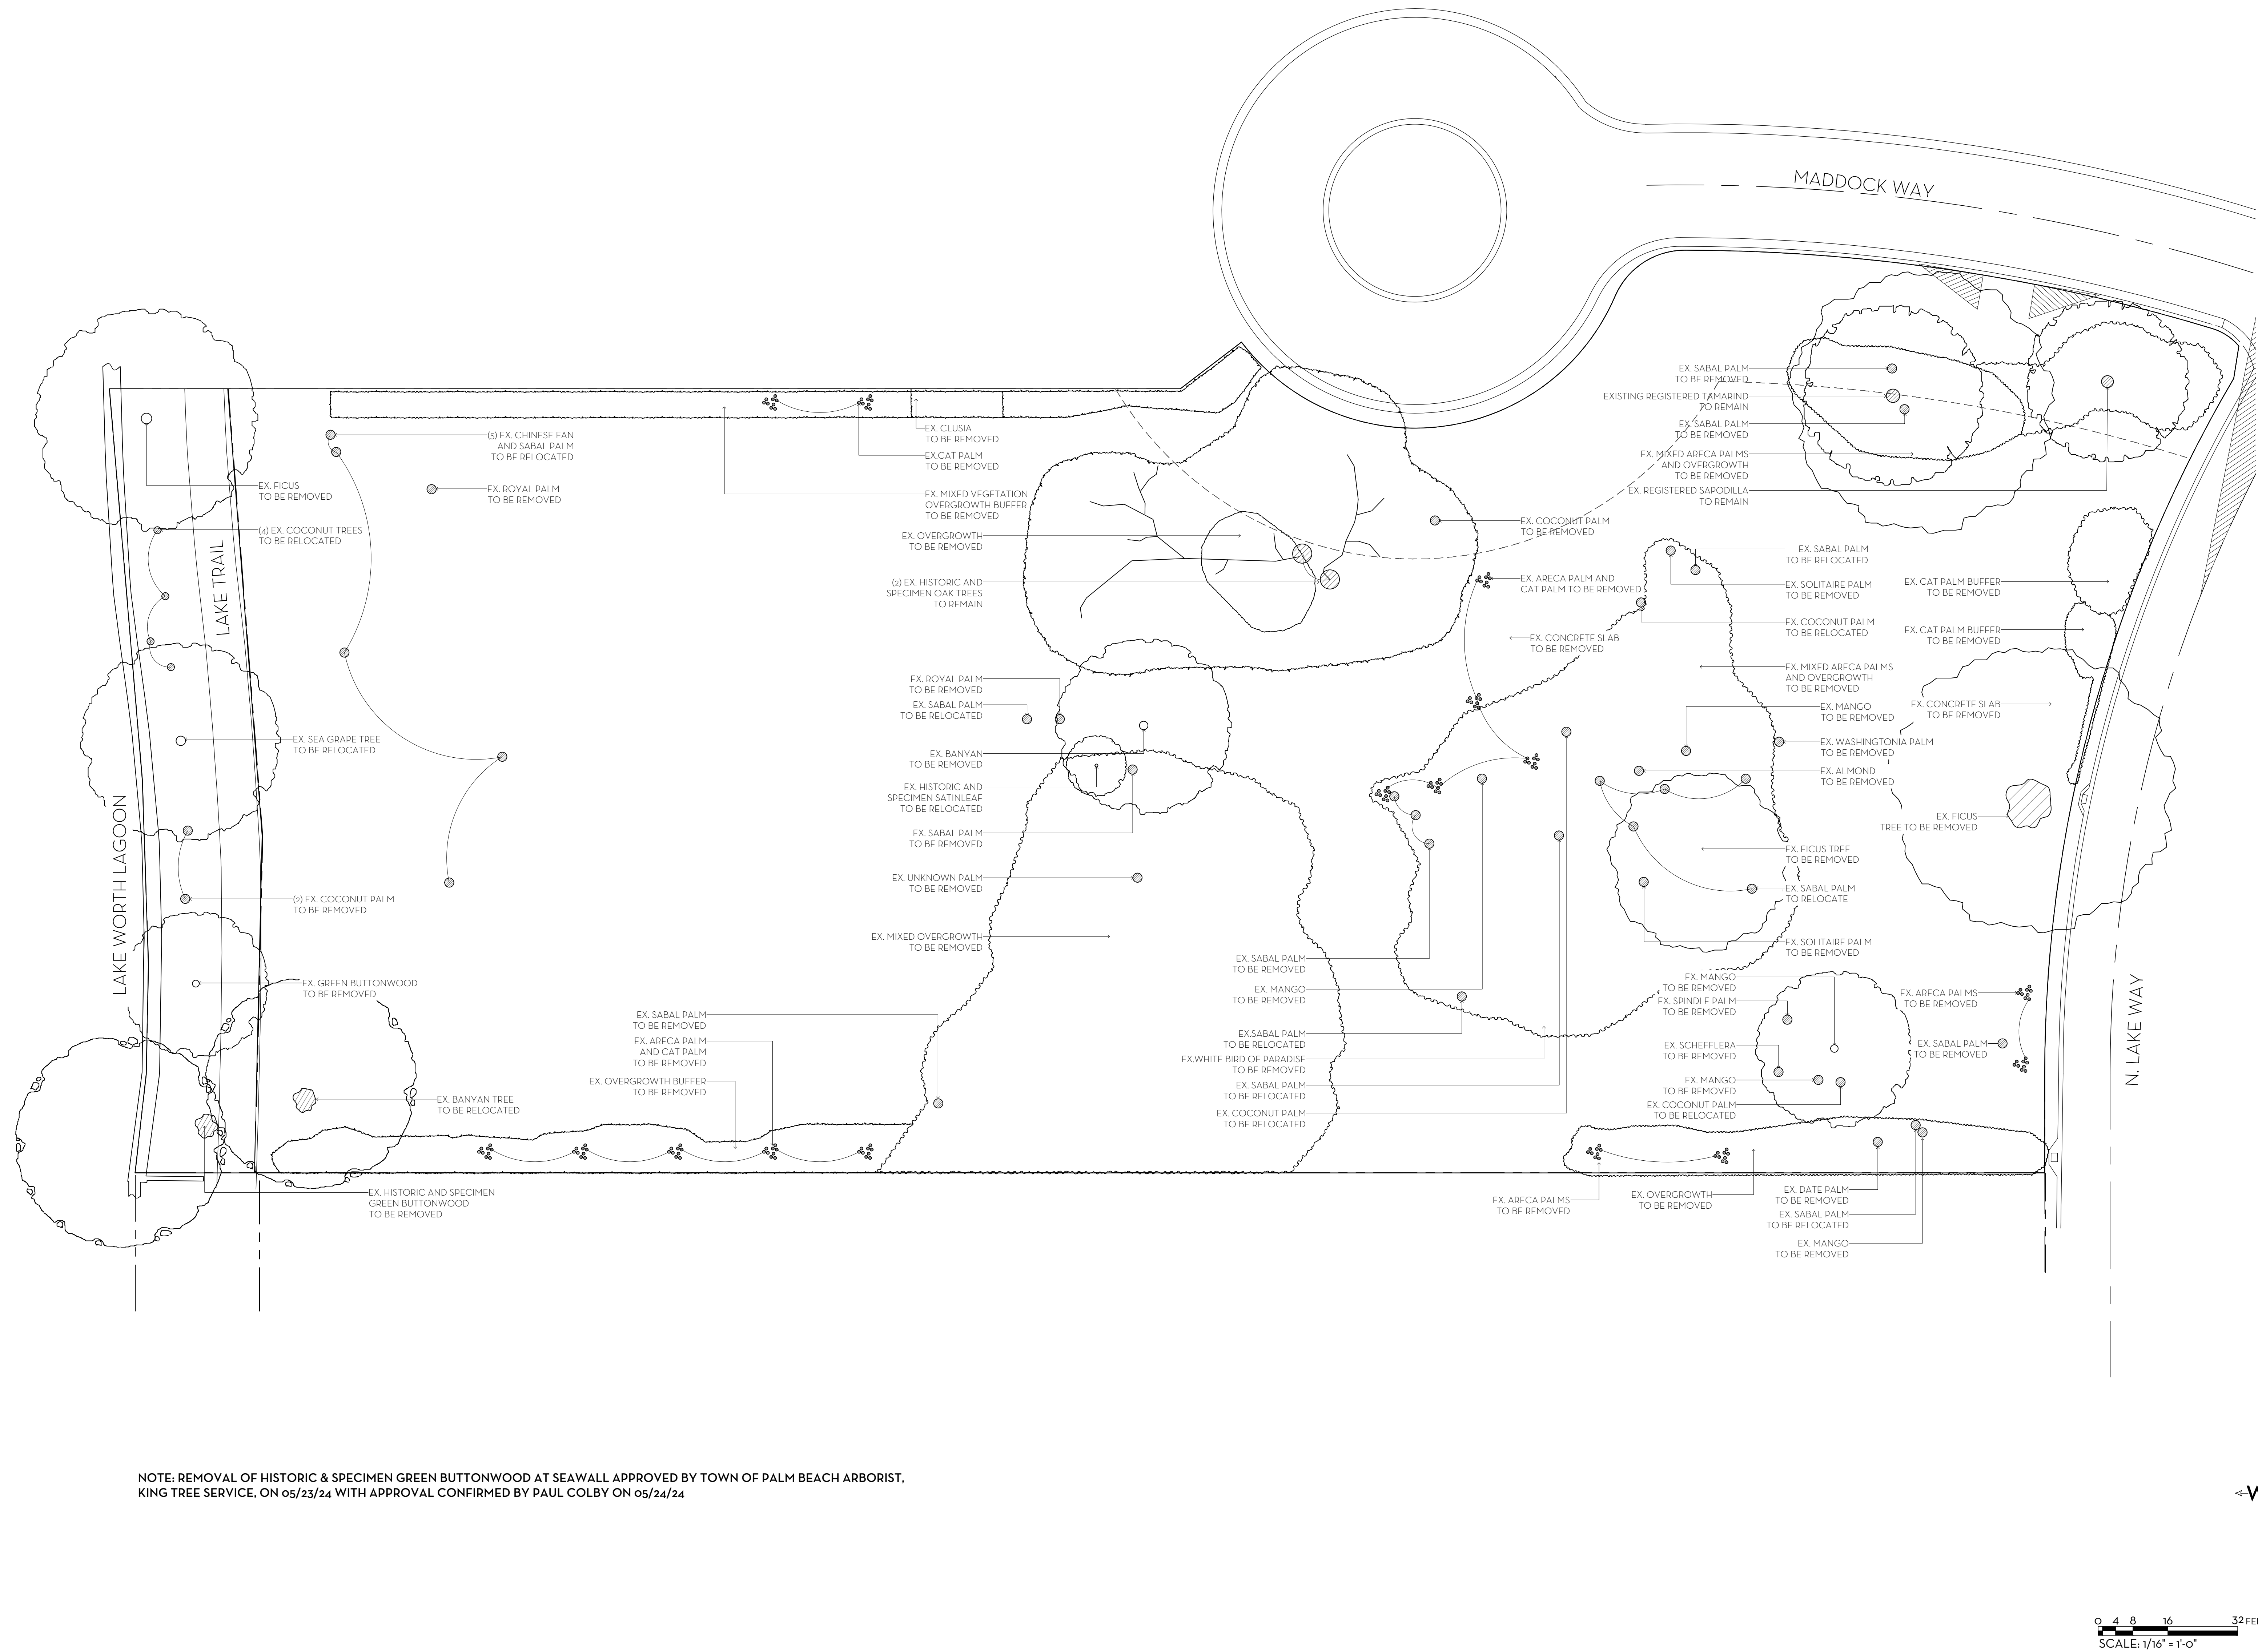 MADDOCK WAY
EX. SABAL PALM
TO BE REMOVED
EXISTING REGISTERED TAMARIND
TO REMAIN
EX. SABAL PALM
TO BE REMOVED
EX. MIXED ARECA PALMS
AND OVERGROWTH
TO BE REMOVED
EX. REGISTERED SAPODILLA
TO REMAIN
(5) EX. CHINESE FAN
AND SABAL PALM
TO BE RELOCATED
EX. CLUSIA
TO BE REMOVED
EX.CAT PALM
TO BE REMOVED
EX. FICUS
TO BE REMOVED
EX. ROYAL PALM
TO BE REMOVED
EX. MIXED VEGETATION
OVERGROWTH BUFFER
TO BE REMOVED
(4) EX. COCONUT TREES
TO BE RELOCATED
LAKE TRAIL
EX. OVERGROWTH
TO BE REMOVED
(2) EX. HISTORIC AND
SPECIMEN OAK TREES
TO REMAIN
EX. COCONUT PALM
TO BE REMOVED
EX. ARECA PALM AND
CAT PALM TO BE REMOVED
EX. CONCRETE SLAB
TO BE REMOVED
EX. SABAL PALM
TO BE RELOCATED
EX. SOLITAIRE PALM
TO BE REMOVED
EX. COCONUT PALM
TO BE RELOCATED
EX. MIXED ARECA PALMS
AND OVERGROWTH
TO BE REMOVED
EX. CAT PALM BUFFER
TO BE REMOVED
EX. CAT PALM BUFFER
TO BE REMOVED
EX. CONCRETE SLAB
TO BE REMOVED
EX. MANGO
TO BE REMOVED
EX. WASHINGTONIA PALM
TO BE REMOVED
EX. ALMOND
TO BE REMOVED
EX. FICUS
TREE TO BE REMOVED
EX. FICUS TREE
TO BE REMOVED
EX. SABAL PALM
TO RELOCATE
EX. SOLITAIRE PALM
TO BE REMOVED
EX. ROYAL PALM
TO BE REMOVED
EX. SABAL PALM
TO BE RELOCATED
EX. BANYAN
TO BE REMOVED
EX. HISTORIC AND
SPECIMEN SATINLEAF
TO BE RELOCATED
EX. SABAL PALM
TO BE REMOVED
EX. UNKNOWN PALM
TO BE REMOVED
EX. MIXED OVERGROWTH
TO BE REMOVED
EX. SEA GRAPE TREE
TO BE RELOCATED
LAKE WORTH LAGOON
(2) EX. COCONUT PALM
TO BE REMOVED
EX. GREEN BUTTONWOOD
TO BE REMOVED
EX. SABAL PALM
TO BE REMOVED
EX. ARECA PALM
AND CAT PALM
TO BE REMOVED
EX. OVERGROWTH BUFFER
TO BE REMOVED
EX. BANYAN TREE
TO BE RELOCATED
EX. HISTORIC AND SPECIMEN
GREEN BUTTONWOOD
TO BE REMOVED
EX. SABAL PALM
TO BE REMOVED
EX. MANGO
TO BE REMOVED
EX.SABAL PALM
TO BE RELOCATED
EX.WHITE BIRD OF PARADISE
TO BE REMOVED
EX. SABAL PALM
TO BE RELOCATED
EX. COCONUT PALM
TO BE RELOCATED
EX. MANGO
TO BE REMOVED
EX. SPINDLE PALM
TO BE REMOVED
EX. SCHEFFLERA
TO BE REMOVED
EX. MANGO
TO BE REMOVED
EX. COCONUT PALM
TO BE RELOCATED
EX. ARECA PALMS
TO BE REMOVED
EX. SABAL PALM
TO BE REMOVED
N. LAKE WAY
EX. ARECA PALMS
TO BE REMOVED
EX. OVERGROWTH
TO BE REMOVED
EX. DATE PALM
TO BE REMOVED
EX. SABAL PALM
TO BE RELOCATED
EX. MANGO
TO BE REMOVED
NOTE: REMOVAL OF HISTORIC & SPECIMEN GREEN BUTTONWOOD AT SEAWALL APPROVED BY TOWN OF PALM BEACH ARBORIST,
KING TREE SERVICE, ON 05/23/24 WITH APPROVAL CONFIRMED BY PAUL COLBY ON 05/24/24
0 4 8 16 32
SCALE: 1/16" = 1'-0"